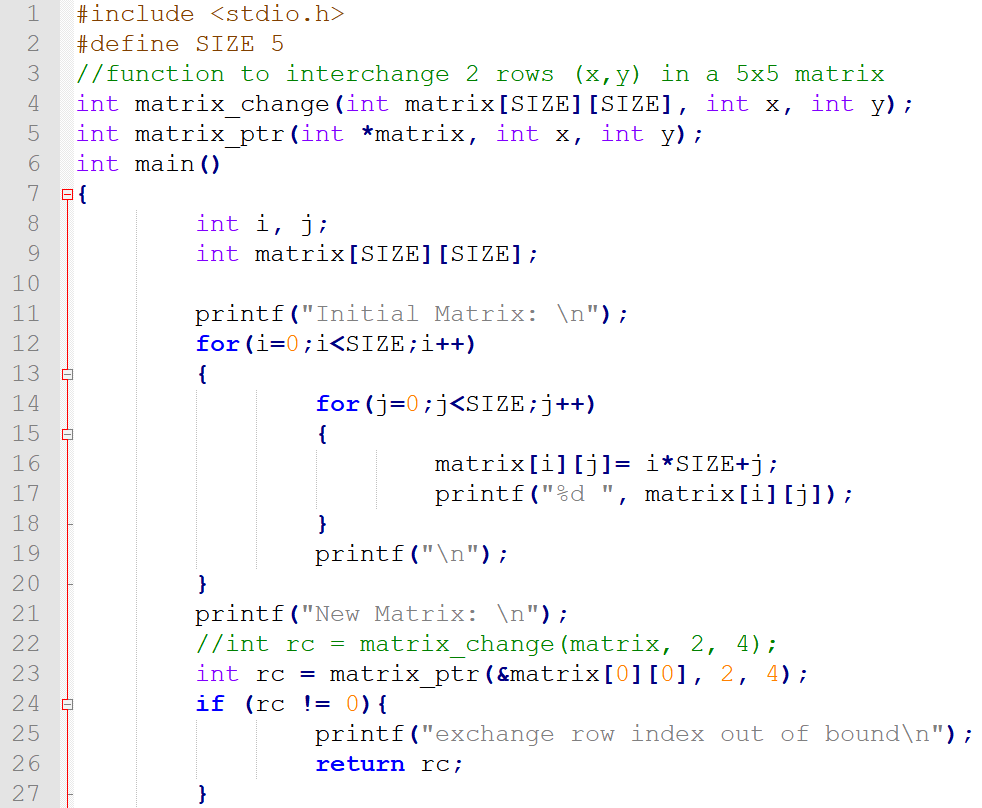 1 #include <stdio.h>
2 #define SIZE 5
3 //function to interchange 2 rows (x,y) in a 5x5 matrix
4 int matrix_change(int matrix[SIZE][SIZE], int x, int y);
5 int matrix_ptr(int *matrix, int x, int y);
6 int main()
7 {
8 int i, j;
9 int matrix[SIZE][SIZE];
10
11 printf("Initial Matrix: \n");
12 for(i=0;i<SIZE;i++)
13 {
14 for(j=0;j<SIZE;j++)
15 {
16 matrix[i][j]= i*SIZE+j;
17 printf("%d ", matrix[i][j]);
18 }
19 printf("\n");
20 }
21 printf("New Matrix: \n");
22 //int rc = matrix_change(matrix, 2, 4);
23 int rc = matrix_ptr(&matrix[0][0], 2, 4);
24 if (rc != 0){
25 printf("exchange row index out of bound\n");
26 return rc;
27 }